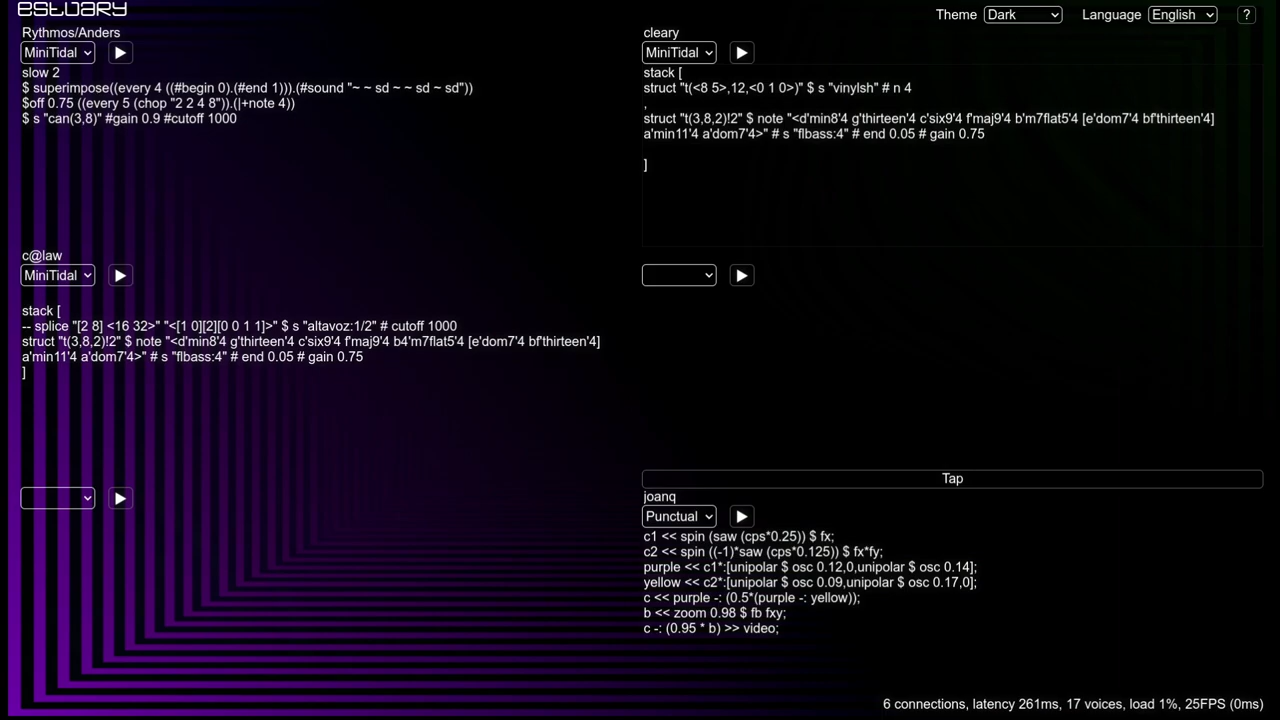 estuary
Theme Dark Language English ?
Rythmos/Anders
MiniTidal
slow 2
$ superimpose((every 4 ((#begin 0).(#end 1))).(#sound "~ ~ sd ~ ~ sd ~ sd"))
$off 0.75 ((every 5 (chop "2 2 4 8")).(|+note 4))
$ s "can(3,8)" #gain 0.9 #cutoff 1000
cleary
MiniTidal
stack [
struct "t(<8 5>,12,<0 1 0>)" $ s "vinylsh" # n 4
,
struct "t(3,8,2)!2" $ note "<d'min8'4 g'thirteen'4 c'six9'4 f'maj9'4 b'm7flat5'4 [e'dom7'4 bf'thirteen'4]
a'min11'4 a'dom7'4>" # s "flbass:4" # end 0.05 # gain 0.75
]
c@law
MiniTidal
stack [
-- splice "[2 8] <16 32>" "<[1 0][2][0 0 1 1]>" $ s "altavoz:1/2" # cutoff 1000
struct "t(3,8,2)!2" $ note "<d'min8'4 g'thirteen'4 c'six9'4 f'maj9'4 b4'm7flat5'4 [e'dom7'4 bf'thirteen'4]
a'min11'4 a'dom7'4>" # s "flbass:4" # end 0.05 # gain 0.75
]
Tap
joanq
Punctual
c1 << spin (saw (cps*0.25)) $ fx;
c2 << spin ((-1)*saw (cps*0.125)) $ fx*fy;
purple << c1*:[unipolar $ osc 0.12,0,unipolar $ osc 0.14];
yellow << c2*:[unipolar $ osc 0.09,unipolar $ osc 0.17,0];
c << purple -: (0.5*(purple -: yellow));
b << zoom 0.98 $ fb fxy;
c -: (0.95 * b) >> video;
6 connections, latency 261ms, 17 voices, load 1%, 25FPS (0ms)